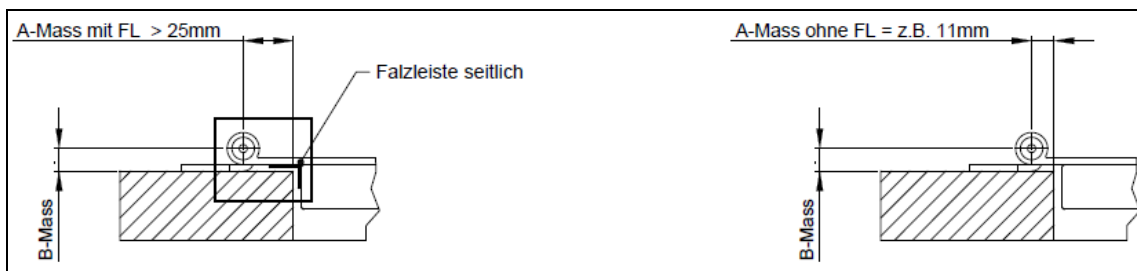 A-Mass mit FL > 25mm
A-Mass ohne FL = z.B. 11mm
Falzleiste seitlich
B-Mass
B-Mass